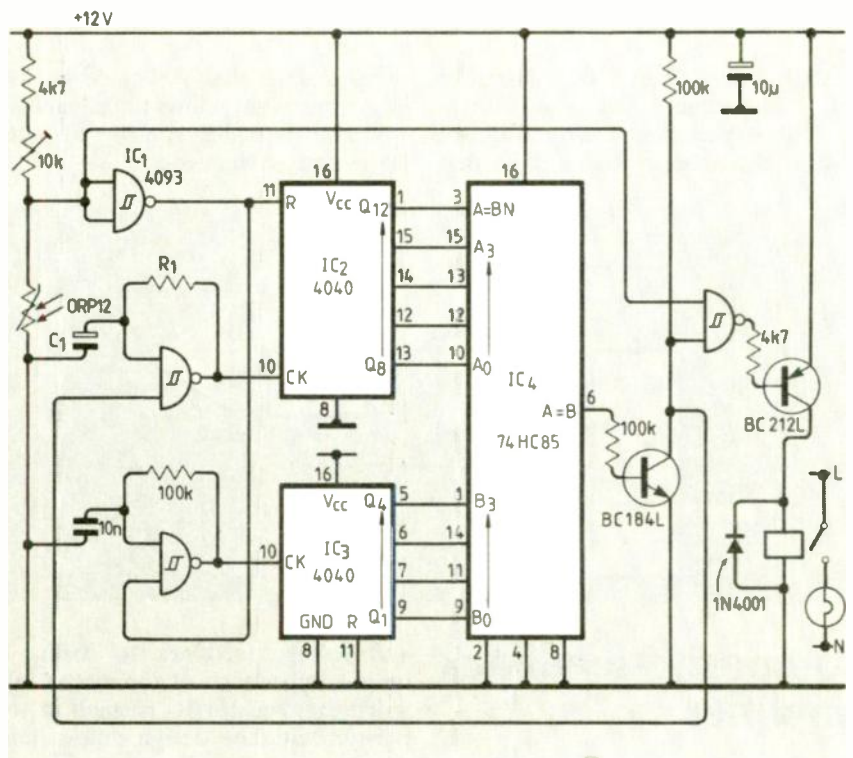 +12V
4k7
10k
IC1
4093
ORP12
R1
C1
100k
10n
16
11 R
VCC Q12 1
15
IC2
4040
14
12
Q8 13
10 CK
8
16
VCC Q4 5
6
IC3
4040
7
10 CK
Q1 9
GND R
8 11
16
3 A=BN
15 A3
13
12
10 A0
IC4
A=B 6
74HC85
1 B3
14
11
9 B0
2 4 8
100k
BC184L
100k
10µ
4k7
BC212L
1N4001
L
N